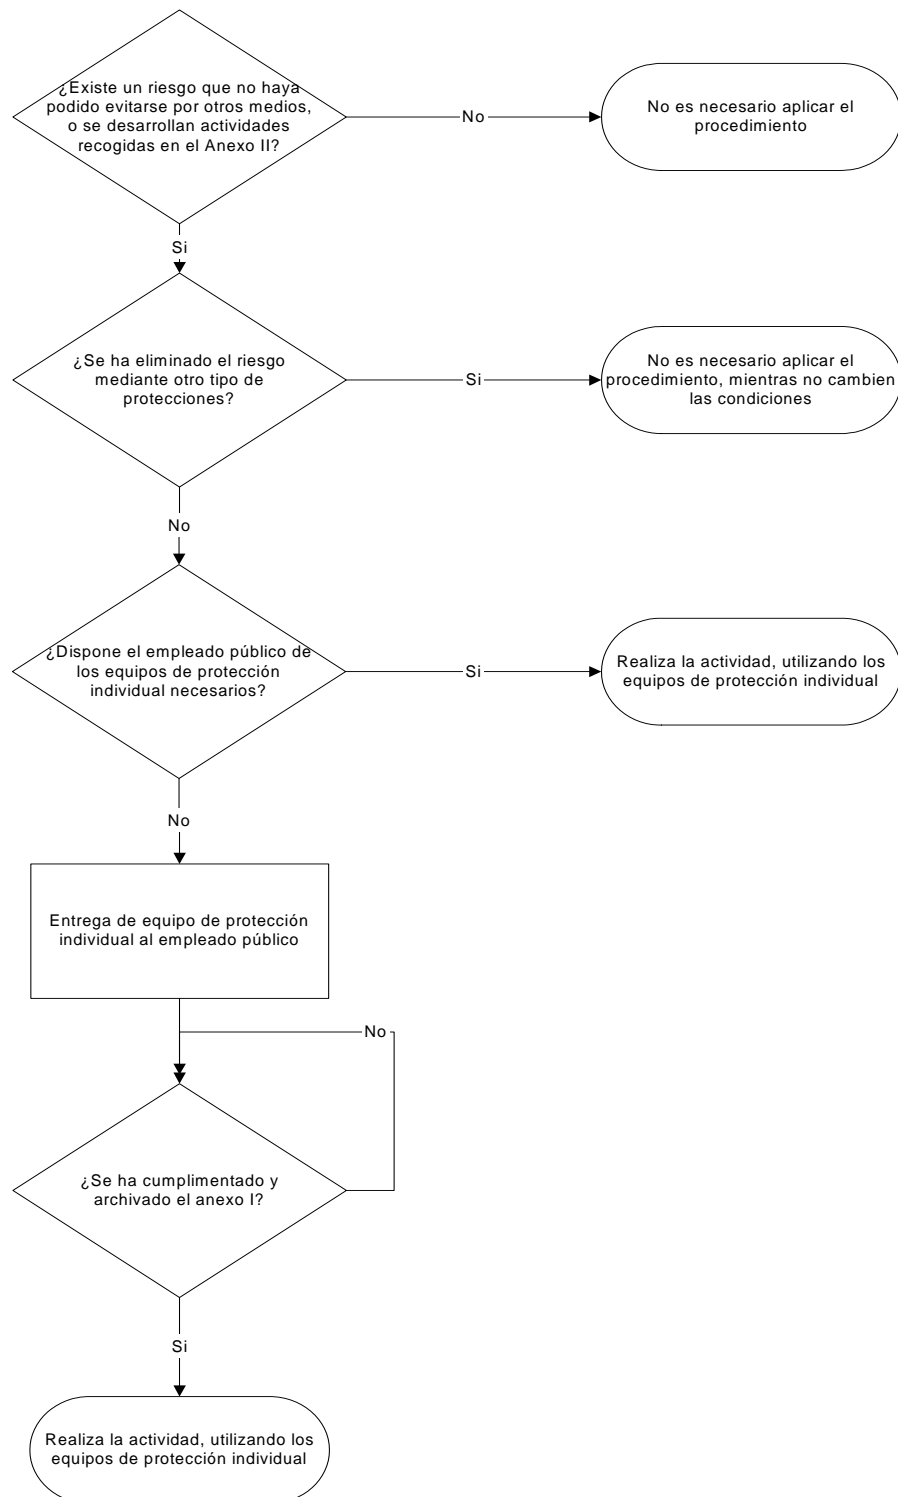 ¿Existe un riesgo que no haya
podido evitarse por otros medios,
o se desarrollan actividades
recogidas en el Anexo II?
No
No es necesario aplicar el
procedimiento
Si
¿Se ha eliminado el riesgo
mediante otro tipo de
protecciones?
Si
No es necesario aplicar el
procedimiento, mientras no cambien
las condiciones
No
¿Dispone el empleado público de
los equipos de protección
individual necesarios?
Si
Realiza la actividad, utilizando los
equipos de protección individual
No
Entrega de equipo de protección
individual al empleado público
No
¿Se ha cumplimentado y
archivado el anexo I?
Si
Realiza la actividad, utilizando los
equipos de protección individual